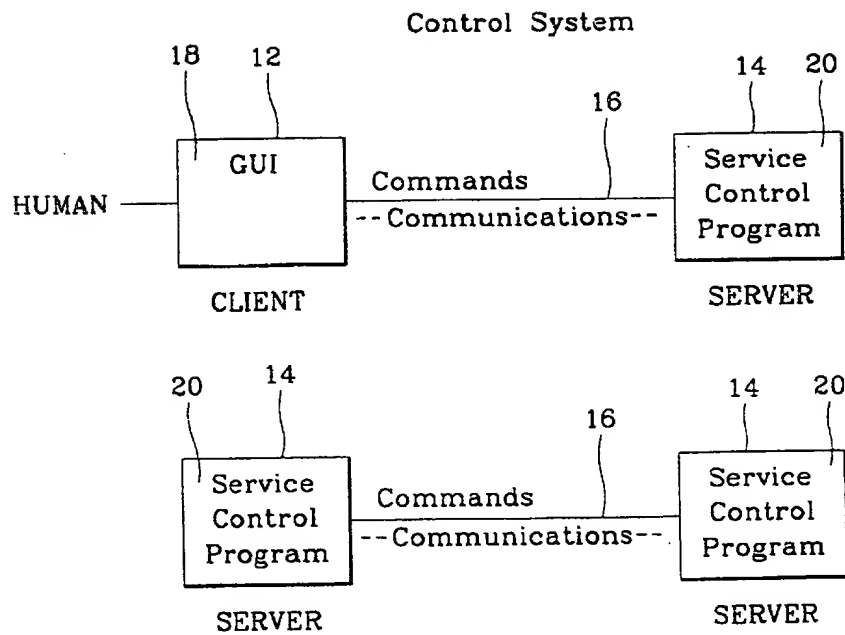 Control System
18 12 16 14 20
GUI
HUMAN
Commands
--Communications--
Service
Control
Program
CLIENT
SERVER
20 14 16 14 20
Service
Control
Program
Commands
--Communications--
Service
Control
Program
SERVER
SERVER